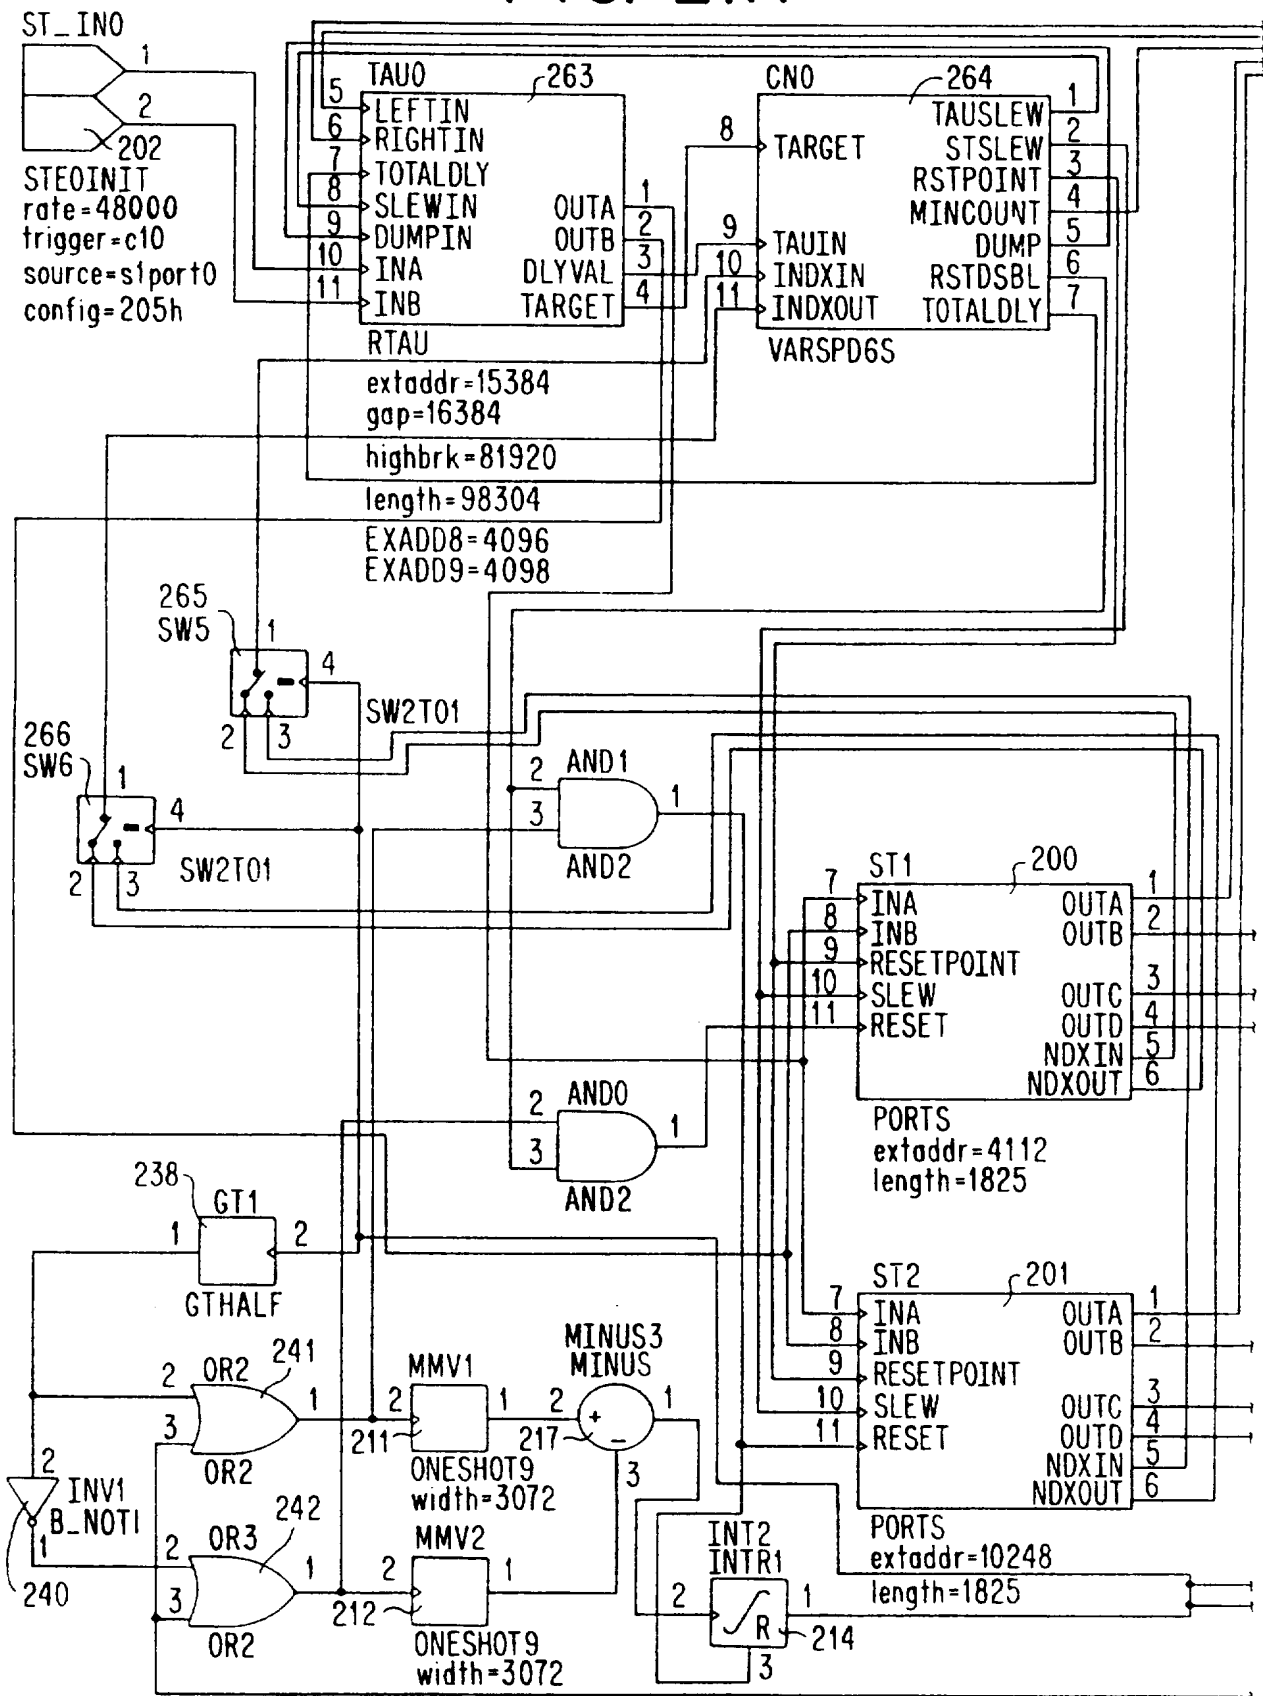 ST_IN0
1
2
202
STEOINIT
rate=48000
trigger=c10
source=s1port0
config=205h
TAU0
263
5 LEFTIN
6 RIGHTIN
7 TOTALDLY
8 SLEWIN
9 DUMPIN
10 INA
11 INB
OUTA 1
OUTB 2
DLYVAL 3
TARGET 4
RTAU
extaddr=15384
gap=16384
highbrk=81920
length=98304
EXADD8=4096
EXADD9=4098
CN0
264
8 TARGET
9 TAUIN
10 INDXIN
11 INDXOUT
TAUSLEW 1
STSLEW 2
RSTPOINT 3
MINCOUNT 4
DUMP 5
RSTDSBL 6
TOTALDLY 7
VARSPD6S
265
SW5
1
4
2 3
SW2TO1
266
SW6
1
4
2 3
SW2TO1
AND1
2
3
1
AND2
ST1
200
7 INA
8 INB
9 RESETPOINT
10 SLEW
11 RESET
OUTA 1
OUTB 2
OUTC 3
OUTD 4
NDXIN 5
NDXOUT 6
PORTS
extaddr=4112
length=1825
AND0
2
3
1
AND2
238
GT1
1 2
GTHALF
ST2
201
7 INA
8 INB
9 RESETPOINT
10 SLEW
11 RESET
OUTA 1
OUTB 2
OUTC 3
OUTD 4
NDXIN 5
NDXOUT 6
PORTS
extaddr=10248
length=1825
OR2
241
2
3
1
OR2
MMV1
2 1
211
ONESHOT9
width=3072
MINUS3
MINUS
2 + 1
217 −
3
2
INV1
B_NOT1
1
240
OR3
242
2
3
1
OR2
MMV2
2 1
212
ONESHOT9
width=3072
INT2
INTR1
2 1
R
214
3